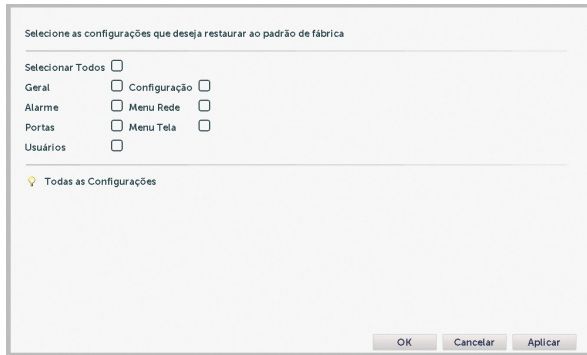 Selecione as configurações que deseja restaurar ao padrão de fábrica
Selecionar Todos
Geral Configuração
Alarme Menu Rede
Portas Menu Tela
Usuários
Todas as Configurações
OK Cancelar Aplicar